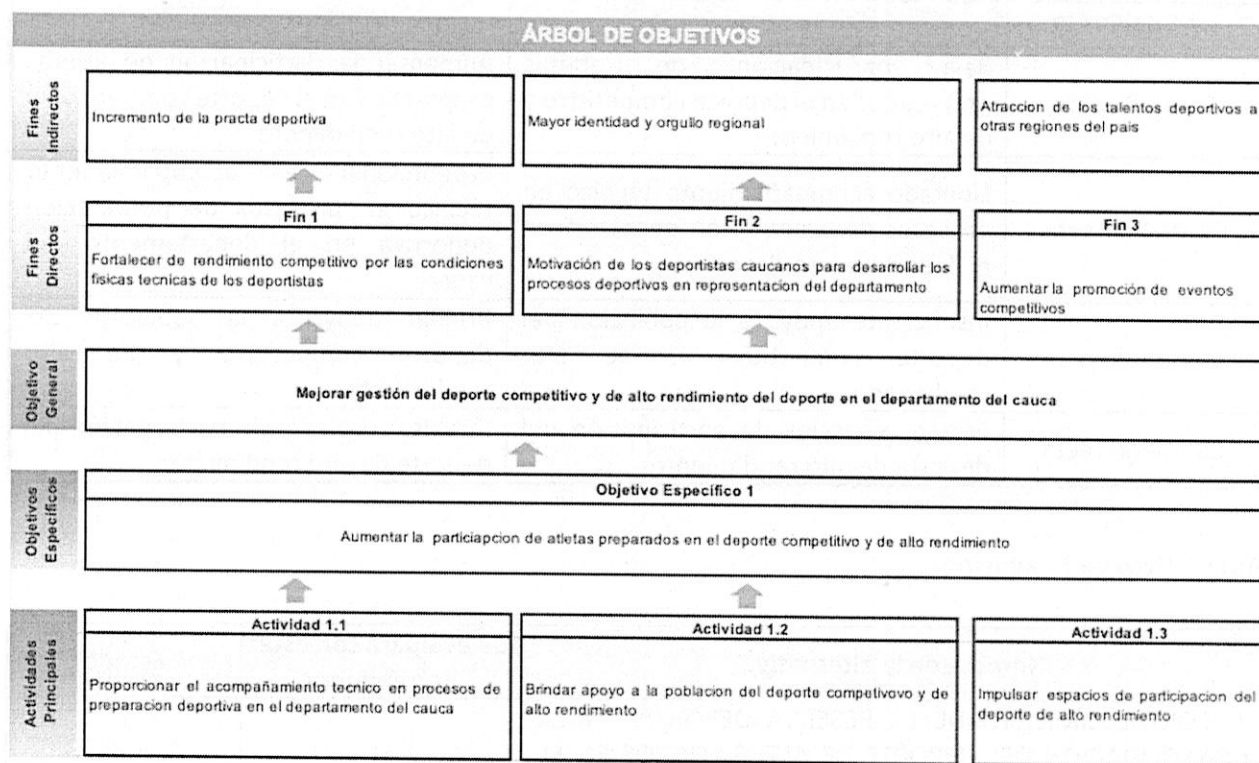 ÁRBOL DE OBJETIVOS
Fines
Indirectos
Incremento de la practa deportiva
Mayor identidad y orgullo regional
Atraccion de los talentos deportivos a
otras regiones del pais
Fines
Directos
Fin 1
Fortalecer de rendimiento competitivo por las condiciones
fisicas tecnicas de los deportistas
Fin 2
Motivación de los deportistas caucanos para desarrollar los
procesos deportivos en representacion del departamento
Fin 3
Aumentar la promoción de eventos
competitivos
Objetivo
General
Mejorar gestión del deporte competitivo y de alto rendimiento del deporte en el departamento del cauca
Objetivos
Específicos
Objetivo Específico 1
Aumentar la particiapcion de atletas preparados en el deporte competitivo y de alto rendimiento
Actividades
Principales
Actividad 1.1
Proporcionar el acompañamiento tecnico en procesos de
preparacion deportiva en el departamento del cauca
Actividad 1.2
Brindar apoyo a la poblacion del deporte competivovo y de
alto rendimiento
Actividad 1.3
Impulsar espacios de participacion del
deporte de alto rendimiento